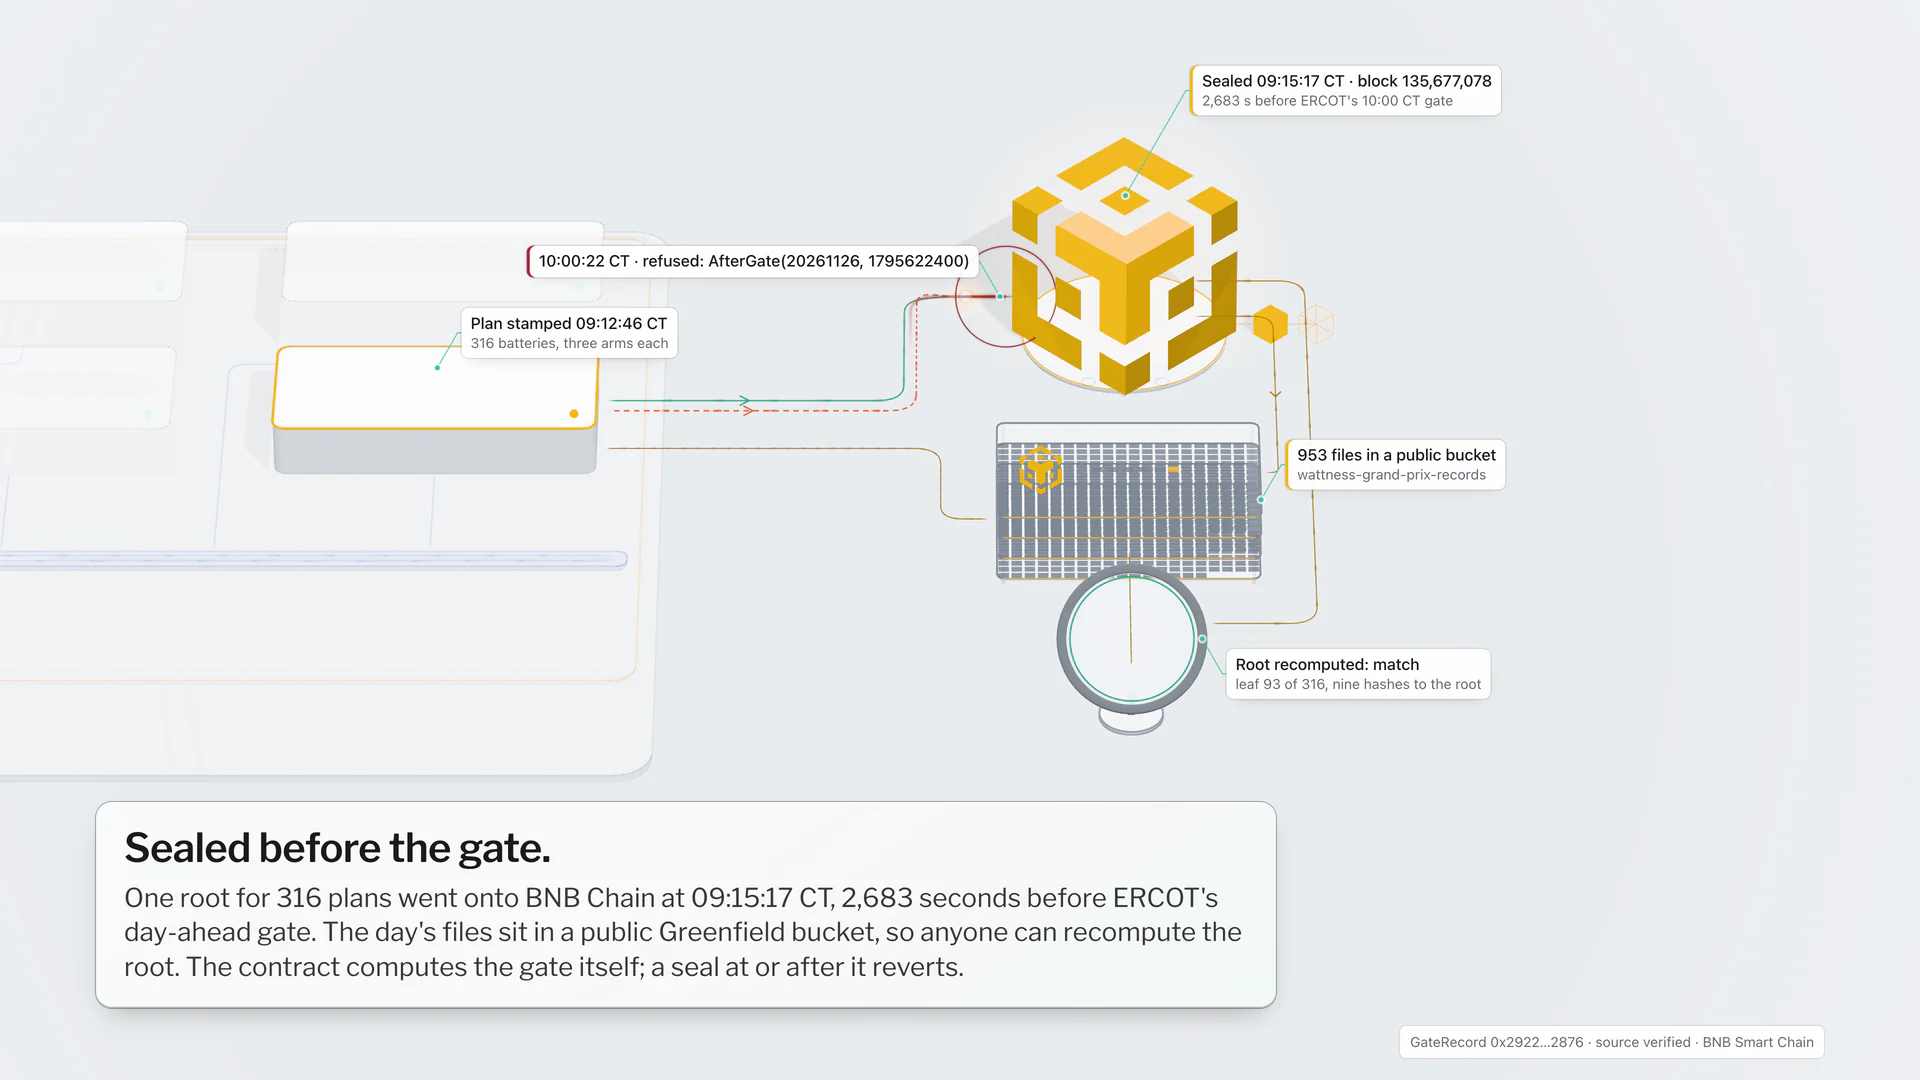 Sealed 09:15:17 CT · block 135,677,078
2,683 s before ERCOT's 10:00 CT gate
10:00:22 CT · refused: AfterGate(20261126, 1795622400)
Plan stamped 09:12:46 CT
316 batteries, three arms each
953 files in a public bucket
wattness-grand-prix-records
Root recomputed: match
leaf 93 of 316, nine hashes to the root
Sealed before the gate.
One root for 316 plans went onto BNB Chain at 09:15:17 CT, 2,683 seconds before ERCOT's
day-ahead gate. The day's files sit in a public Greenfield bucket, so anyone can recompute the
root. The contract computes the gate itself; a seal at or after it reverts.
GateRecord 0x2922...2876 · source verified · BNB Smart Chain